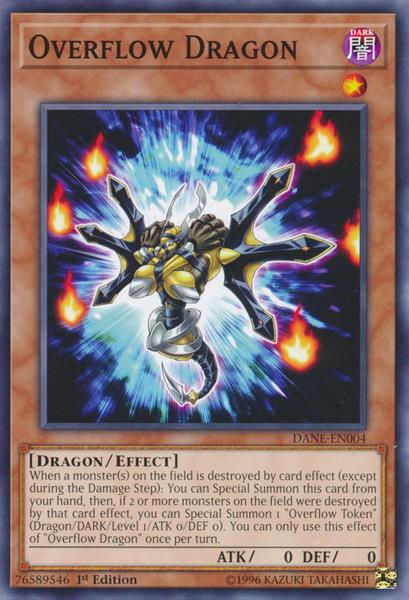 OVERFLOW DRAGON
DARK
闇
DANE-EN004
[DRAGON/EFFECT]
When a monster(s) on the field is destroyed by card effect (except
during the Damage Step): You can Special Summon this card from
your hand, then, if 2 or more monsters on the field were destroyed
by that card effect, you can Special Summon 1 "Overflow Token"
(Dragon/DARK/Level 1/ATK 0/DEF 0). You can only use this effect
of "Overflow Dragon" once per turn.
ATK/ 0 DEF/ 0
76589546 1st Edition ©1996 KAZUKI TAKAHASHI